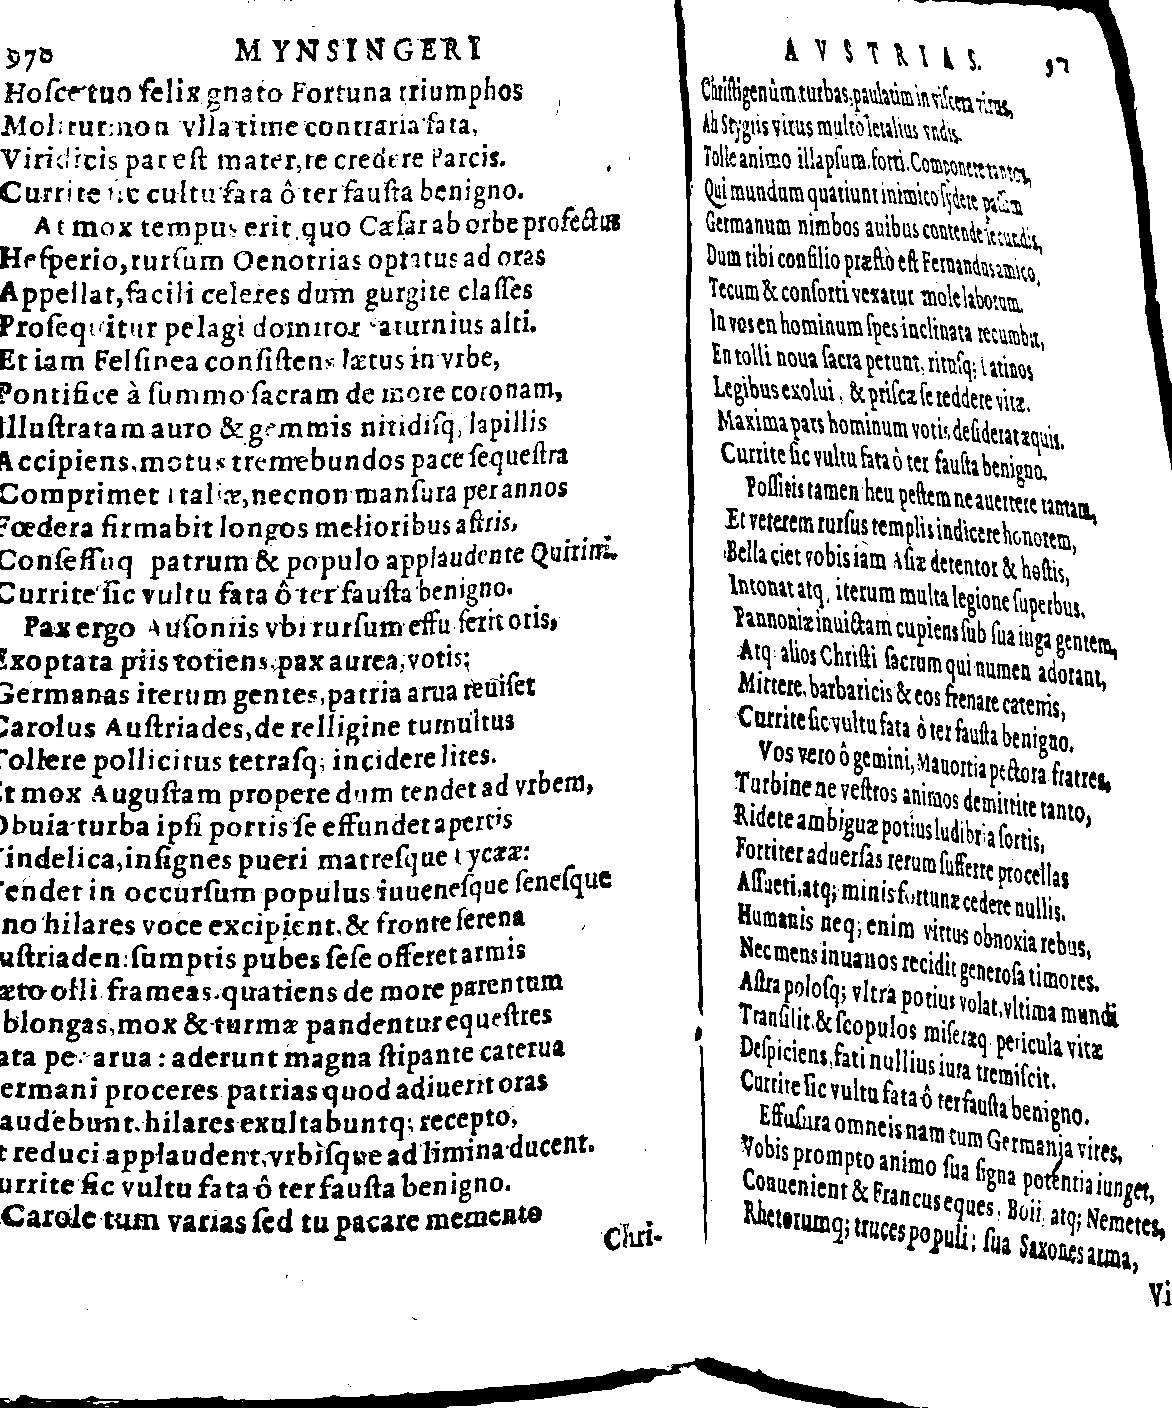 970 MYNSINGERI
Hoſce tuo felix gnato Fortuna triumphos
Molitur: non vlla time contraria fata,
Viridicis par eſt mater, te credere Parcis.
Currite ſic cultu fata ô ter fauſta benigno.
At mox tempus erit, quo Cæſar ab orbe profectus
Heſperio, rurſum Oenotrias optatus ad oras
Appellat, facili celeres dum gurgite claſſes
Proſequitur pelagi domitor Saturnius alti.
Et iam Felſinea conſiſtens lætus in vrbe,
Pontifice à ſummo ſacram de more coronam,
Illuſtratam auro & gemmis nitidiſq; lapillis
Accipiens, motus tremebundos pace ſequeſtra
Comprimet Italiæ, necnon manſura per annos
Fœdera firmabit longos melioribus aſtris,
Conſeſſuq patrum & populo applaudente Quirini.
Currite ſic vultu fata ô ter fauſta benigno.
Pax ergo Auſoniis vbi rurſum effulſerit oris,
Exoptata piis toties, pax aurea, votis;
Germanas iterum gentes, patria arua reuiſet
Carolus Auſtriades, de relligine tumultus
Tollere pollicitus tetraſq; incidere lites.
Et mox Auguſtam propere dum tendet ad vrbem,
Obuia turba ipſi portis ſe effundet apertis
Vindelica, inſignes pueri matreſque Lycææ:
Tendet in occurſum populus iuueneſque ſeneſque
no hilares voce excipient, & fronte ſerena
uſtriaden: ſumptis pubes ſeſe offeret armis
æto olli frameas quatiens de more parentum
blongas, mox & turmæ pandentur equeſtres
ata per arua: aderunt magna ſtipante caterua
ermani proceres patrias quod adiuerit oras
audebunt, hilares exultabuntq; recepto,
t reduci applaudent, vrbiſque ad limina ducent.
urrite ſic vultu fata ô ter fauſta benigno.
Carole tum varias ſed tu pacare memento
Chri-
AVSTRIAS. 97
Chriſtigenûm turbas, paulatim in viſcera virus,
Ah Stygiis virus multò letalius vndis.
Tolle animo illapſum forti. Componere tantos,
Qui mundum quatiunt inimico ſydere paſſim
Germanum nimbos auibus contende ſecundis,
Dum tibi conſilio præſtò eſt Fernandus amico,
Tecum & conſorti vexatur mole laborum.
In vos en hominum ſpes inclinata recumbit,
En tolli noua ſacra petunt, rituſq; Latinos
Legibus exolui, & priſcæ ſe reddere vitæ.
Maxima pars hominum votis deſiderat æquis.
Currite ſic vultu fata ô ter fauſta benigno.
Poſſitis tamen heu peſtem ne auertere tantam,
Et veterem rurſus templis indicere honorem,
Bella ciet vobis iam Aſiæ detentor & hoſtis,
Intonat atq, iterum multa legione ſuperbus.
Pannoniæ inuictam cupiens ſub ſua iuga gentem,
Atq alios Chriſti ſacrum qui numen adorant,
Mittere, barbaricis & eos frenare catenis,
Currite ſic vultu fata ô ter fauſta benigno.
Vos vero ô gemini, Mauortia pectora fratres,
Turbine ne veſtros animos demittite tanto,
Ridete ambiguæ potius ludibria ſortis,
Fortiter aduerſas rerum ſufferre procellas
Aſſueti, atq; minis fortunæ cedere nullis.
Humanis neq; enim virtus obnoxia rebus,
Nec mens inuanos recidit generoſa timores.
Aſtra poloſq; vltra potius volat, vltima mundi
Tranſilit & ſcopulos miſeræq pericula vitæ
Deſpiciens, fati nullius iura tremiſcit.
Currite ſic vultu fata ô ter fauſta benigno.
Effuſura omneis nam tum Germania vires,
Vobis prompto animo ſua ſigna potentia iunget,
Conuenient & Francus eques, Boii, atq; Nemetes,
Rhetorumq; truces populi; ſua Saxones arma,
Vi